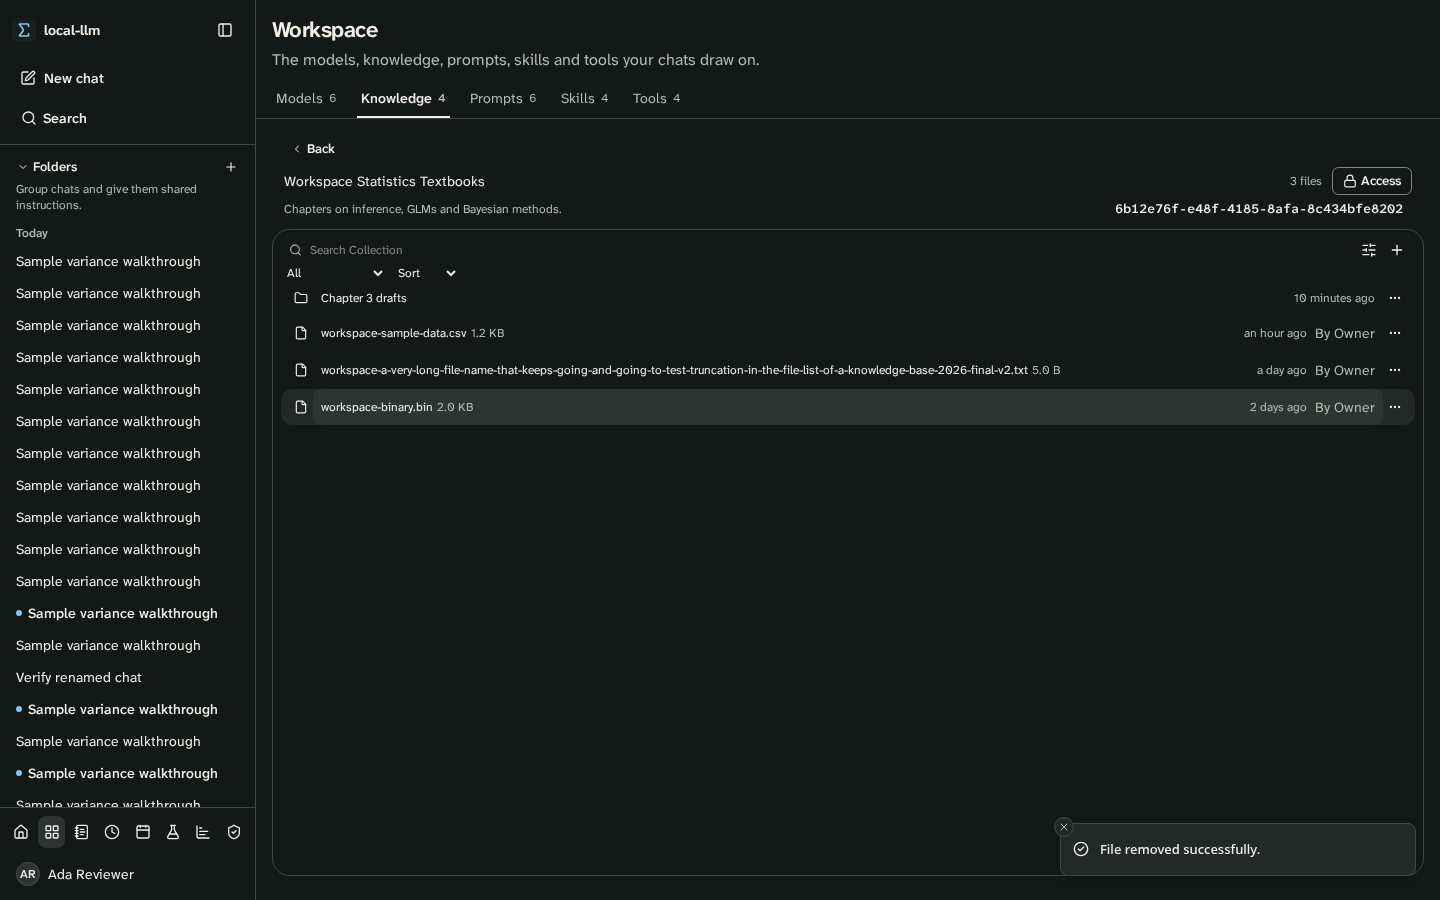 local-llm
New chat
Search
Folders
Group chats and give them shared
instructions.
Today
Sample variance walkthrough
Sample variance walkthrough
Sample variance walkthrough
Sample variance walkthrough
Sample variance walkthrough
Sample variance walkthrough
Sample variance walkthrough
Sample variance walkthrough
Sample variance walkthrough
Sample variance walkthrough
Sample variance walkthrough
Sample variance walkthrough
Sample variance walkthrough
Verify renamed chat
Sample variance walkthrough
Sample variance walkthrough
Sample variance walkthrough
Sample variance walkthrough
AR Ada Reviewer
Workspace
The models, knowledge, prompts, skills and tools your chats draw on.
Models 6 Knowledge 4 Prompts 6 Skills 4 Tools 4
Back
Workspace Statistics Textbooks 3 files Access
Chapters on inference, GLMs and Bayesian methods. 6b12e76f-e48f-4185-8afa-8c434bfe8202
Search Collection
All Sort
Chapter 3 drafts 10 minutes ago
workspace-sample-data.csv 1.2 KB an hour ago By Owner
workspace-a-very-long-file-name-that-keeps-going-and-going-to-test-truncation-in-the-file-list-of-a-knowledge-base-2026-final-v2.txt 5.0 B a day ago By Owner
workspace-binary.bin 2.0 KB 2 days ago By Owner
File removed successfully.